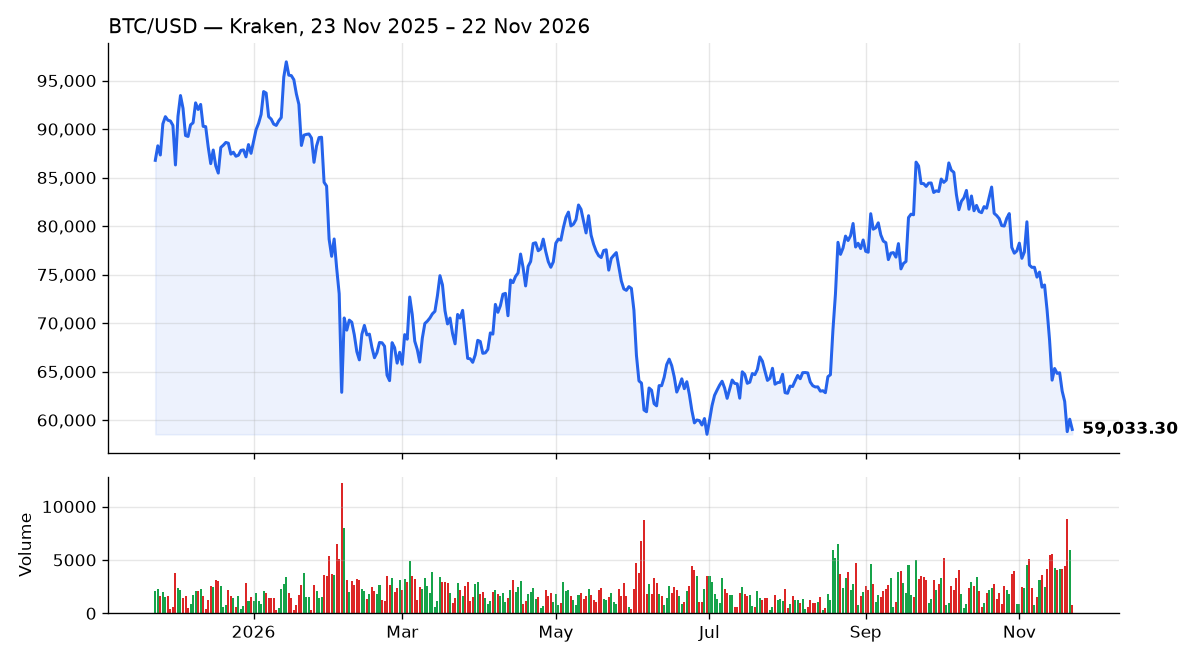 BTC/USD — Kraken, 23 Nov 2025 – 22 Nov 2026
95,000
90,000
85,000
80,000
75,000
70,000
65,000
60,000
59,033.30
Volume
10000
5000
0
2026
Mar
May
Jul
Sep
Nov